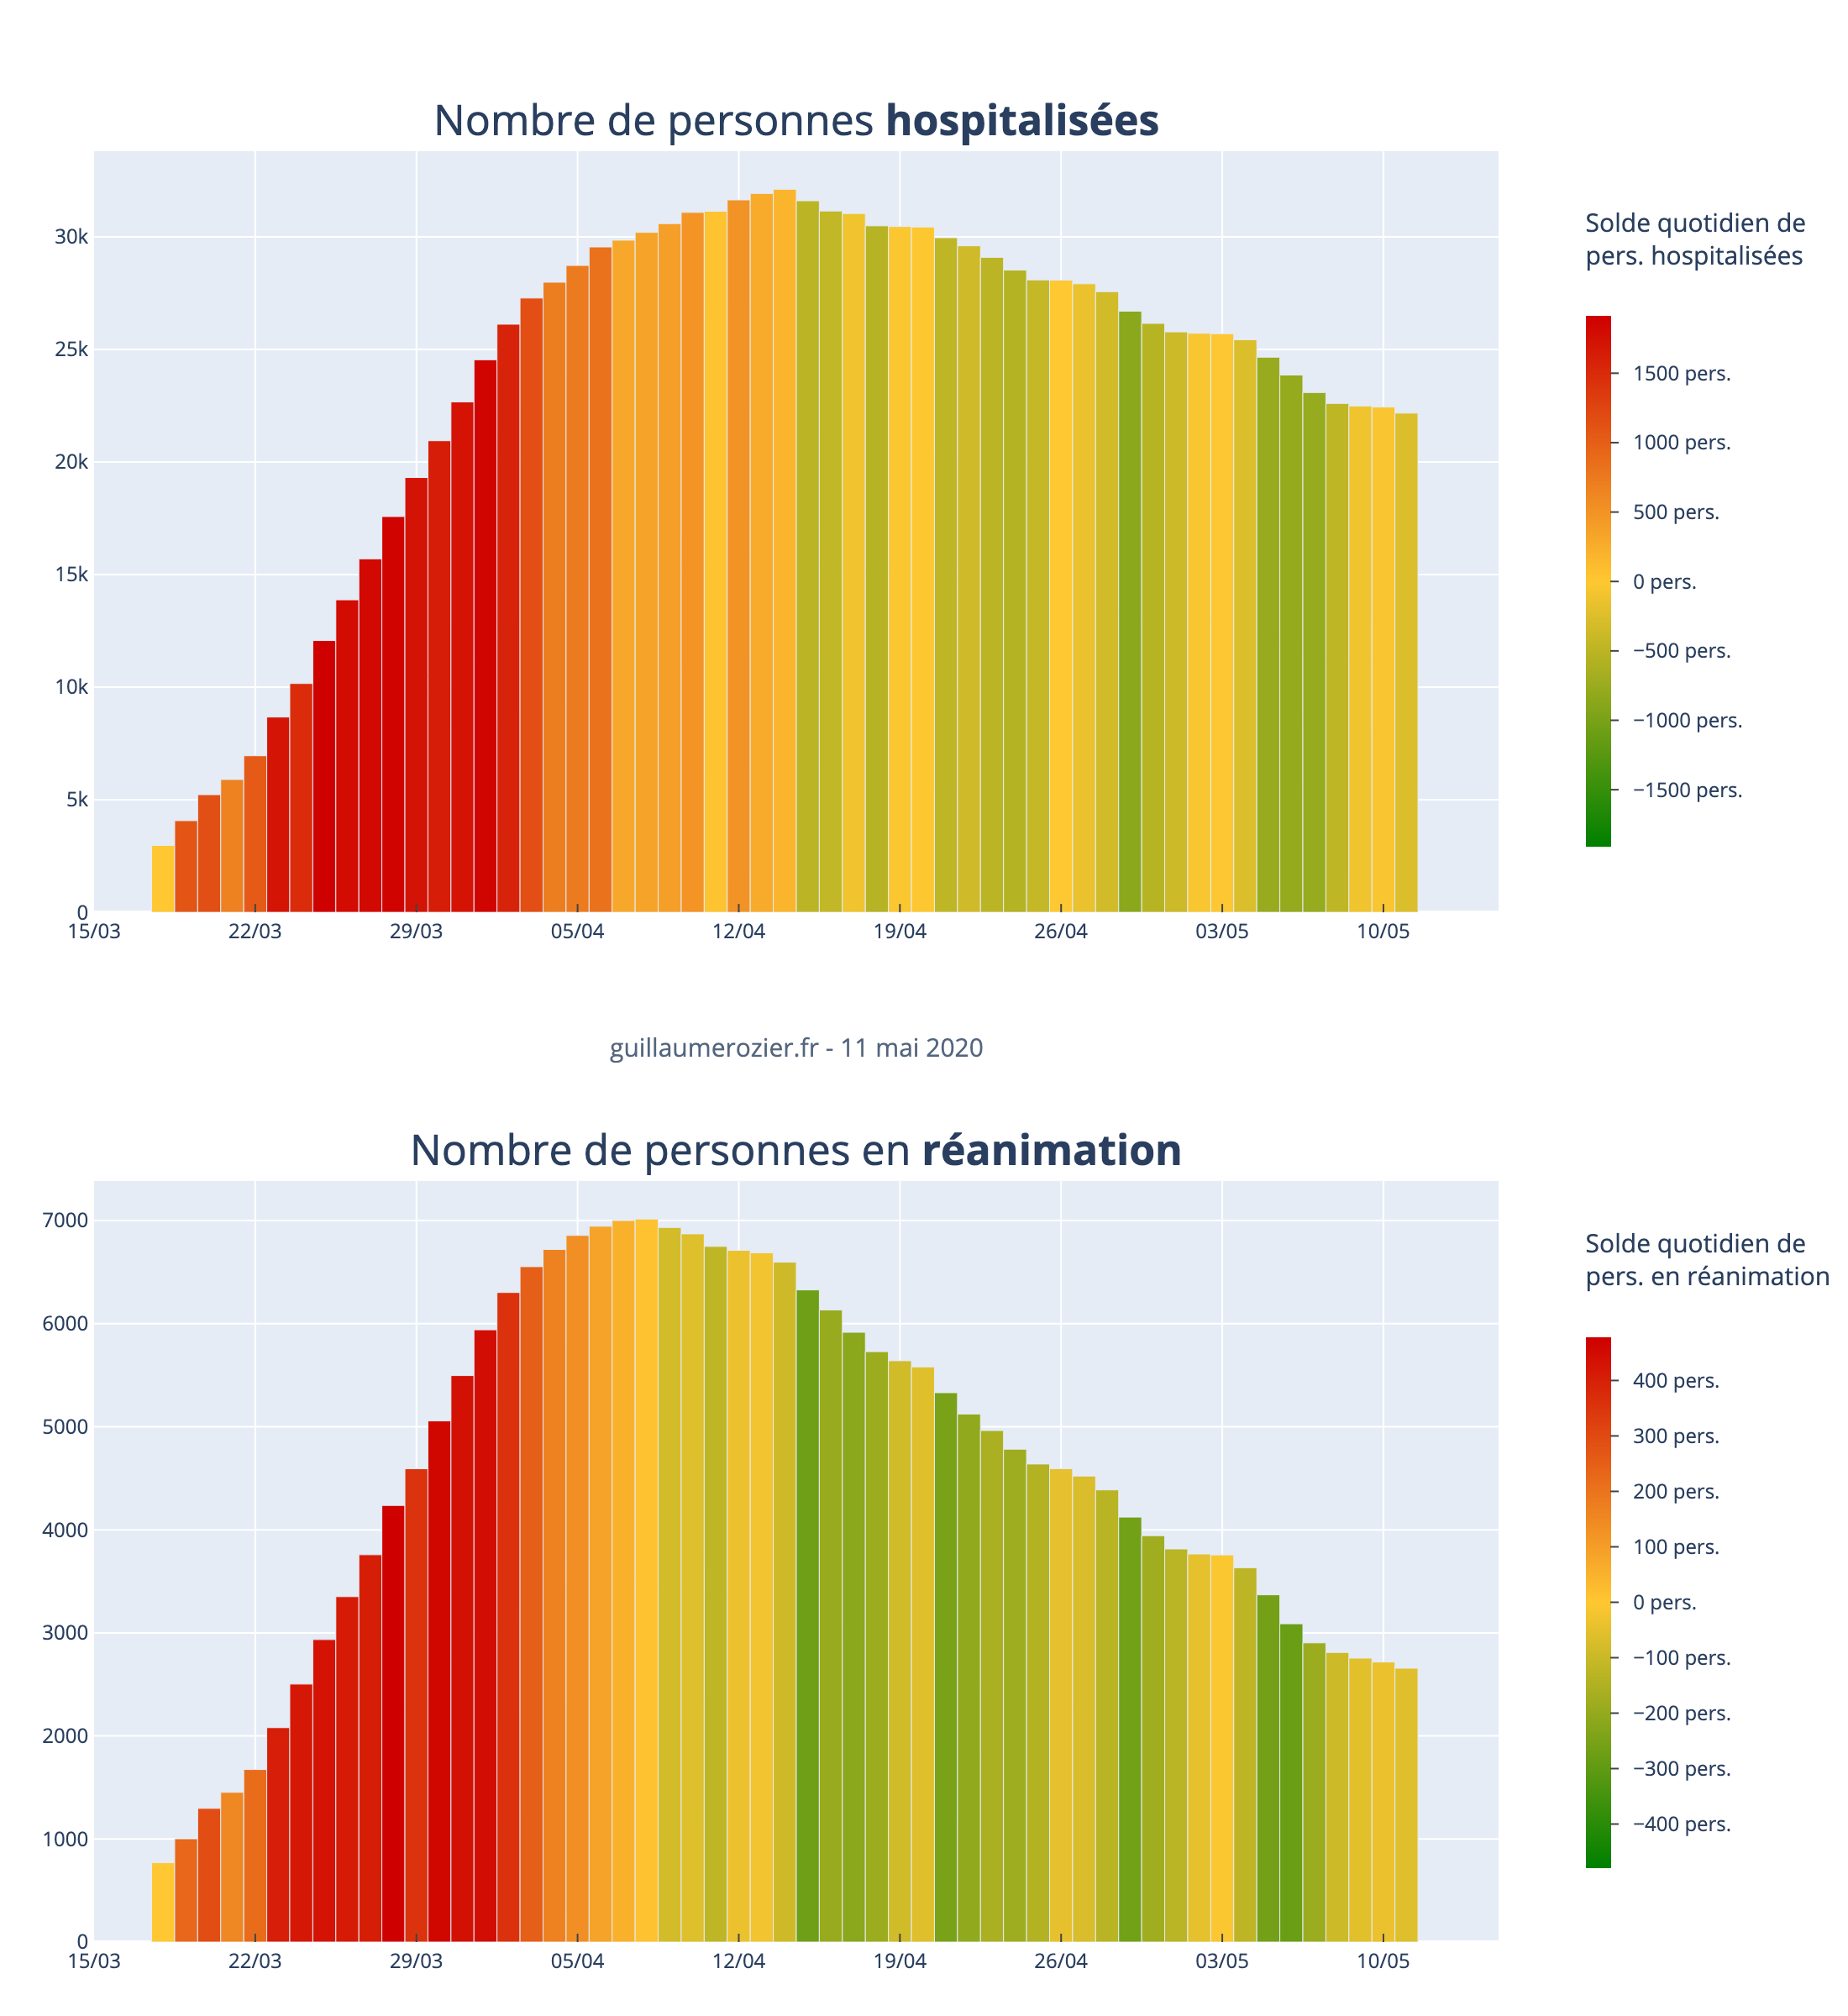 Nombre de personnes hospitalisées
Solde quotidien de
pers. hospitalisées
30k
25k
20k
15k
10k
5k
0
1500 pers.
1000 pers.
500 pers.
0 pers.
−500 pers.
−1000 pers.
−1500 pers.
15/03 22/03 29/03 05/04 12/04 19/04 26/04 03/05 10/05
guillaumerozier.fr - 11 mai 2020
Nombre de personnes en réanimation
Solde quotidien de
pers. en réanimation
7000
6000
5000
4000
3000
2000
1000
0
400 pers.
300 pers.
200 pers.
100 pers.
0 pers.
−100 pers.
−200 pers.
−300 pers.
−400 pers.
15/03 22/03 29/03 05/04 12/04 19/04 26/04 03/05 10/05